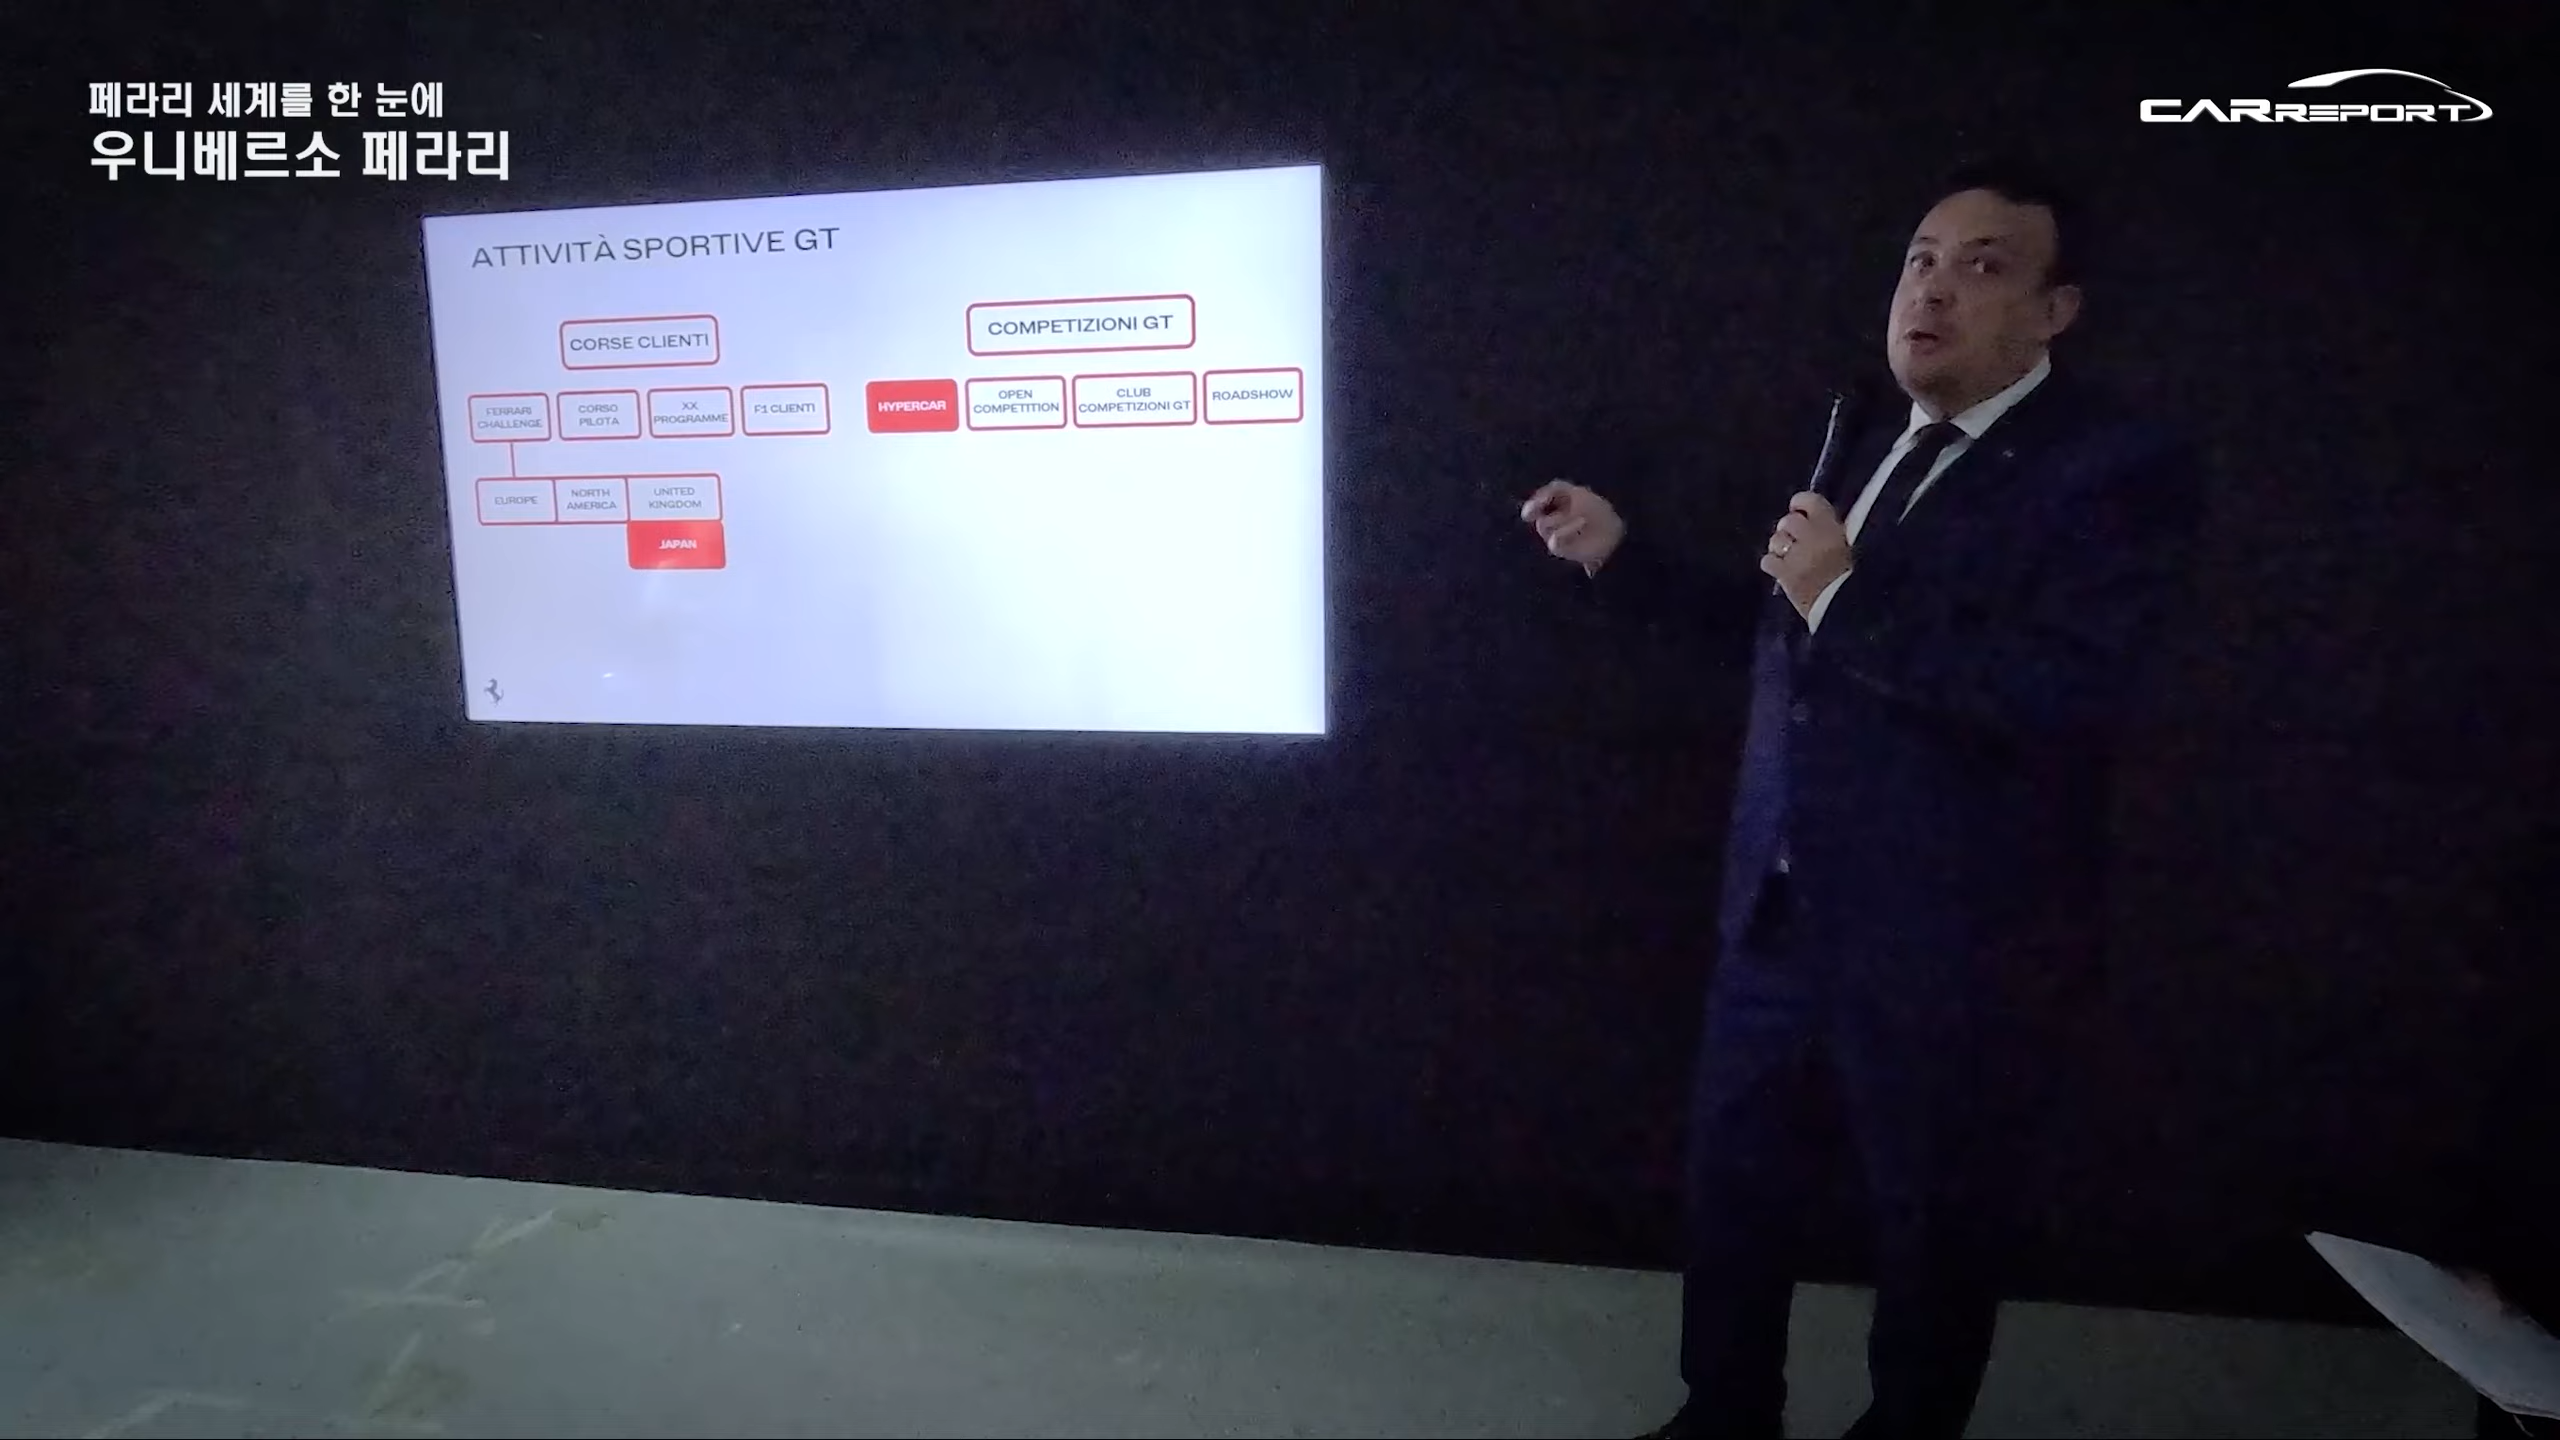 페라리 세계를 한 눈에
우니베르소 페라리
CARREPORT
ATTIVITÀ SPORTIVE GT
CORSE CLIENTI
COMPETIZIONI GT
FERRARI
CHALLENGE
CORSO
PILOTA
XX
PROGRAMME
F1 CLIENTI
HYPERCAR
OPEN
COMPETITION
CLUB
COMPETIZIONI GT
ROADSHOW
EUROPE
NORTH
AMERICA
UNITED
KINGDOM
JAPAN